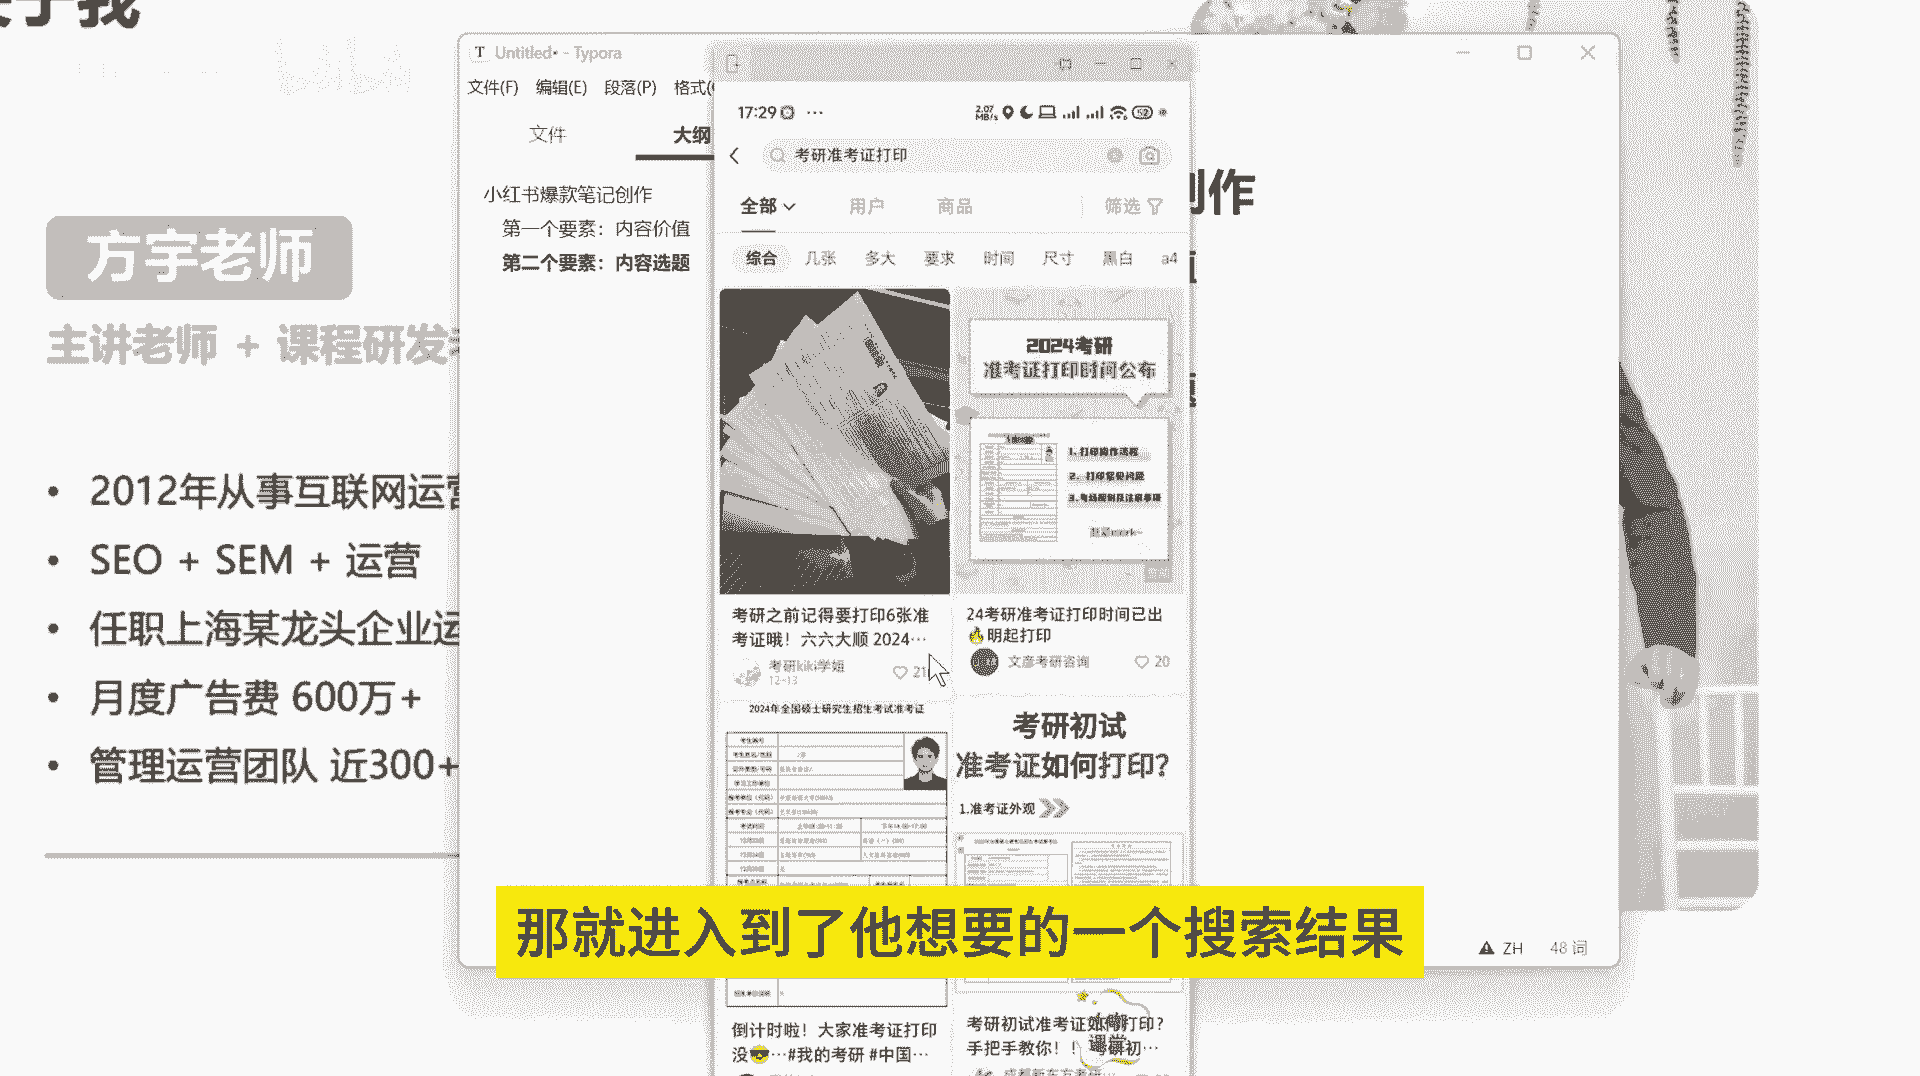 方宇老师
主讲老师 + 课程研发
2012年从事互联网运营
SEO + SEM + 运营
任职上海某龙头企业运
月度广告费 600万+
管理运营团队 近300+
Untitled• - Typora
文件(F) 编辑(E) 段落(P) 格式(
文件
大纲
小红书爆款笔记创作
第一个要素：内容价值
第二个要素：内容选题
创作
17:29
2.07 MB/s
52
考研准考证打印
全部 用户 商品 筛选
综合 几张 多大 要求 时间 尺寸 黑白 a4
2024考研
准考证打印时间公布
1. 打印操作流程
2. 打印常见问题
3.考场规则及注意事项
考研之前记得要打印6张准
考证哦！六六大顺 2024…
考研kiki学姐
12-13
21
24考研准考证打印时间已出
明起打印
文彦考研咨询
20
2024年全国硕士研究生招生考试准考证
考研初试
准考证如何打印?
1.准考证外观
那就进入到了他想要的一个搜索结果
倒计时啦！大家准考证打印
没…#我的考研 #中国…
考研初试准考证如何打印？
手把手教你！！考研初…
ZH 48 词